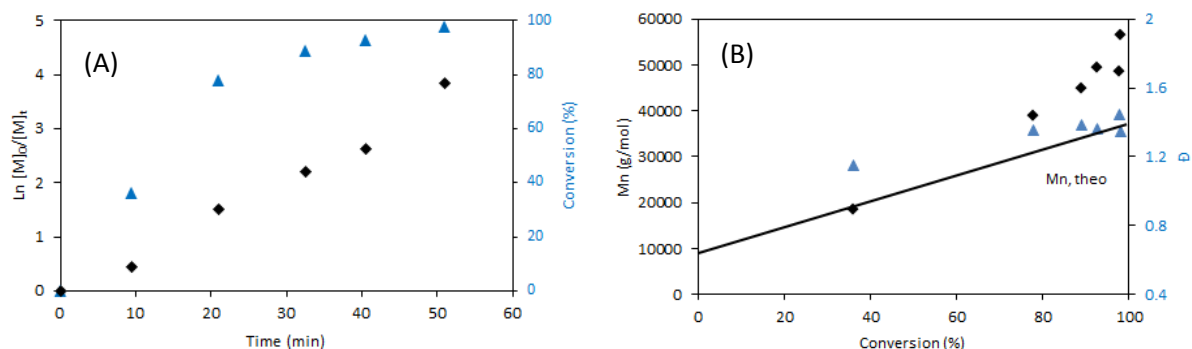 (A)
5
4
3
2
1
0
Ln [M]₀/[M]ₜ
0 10 20 30 40 50 60
Time (min)
100
80
60
40
20
0
Conversion (%)
(B)
60000
50000
40000
30000
20000
10000
0
Mn (g/mol)
Mn, theo
0 20 40 60 80 100
Conversion (%)
2
1.6
1.2
0.8
0.4
Đ